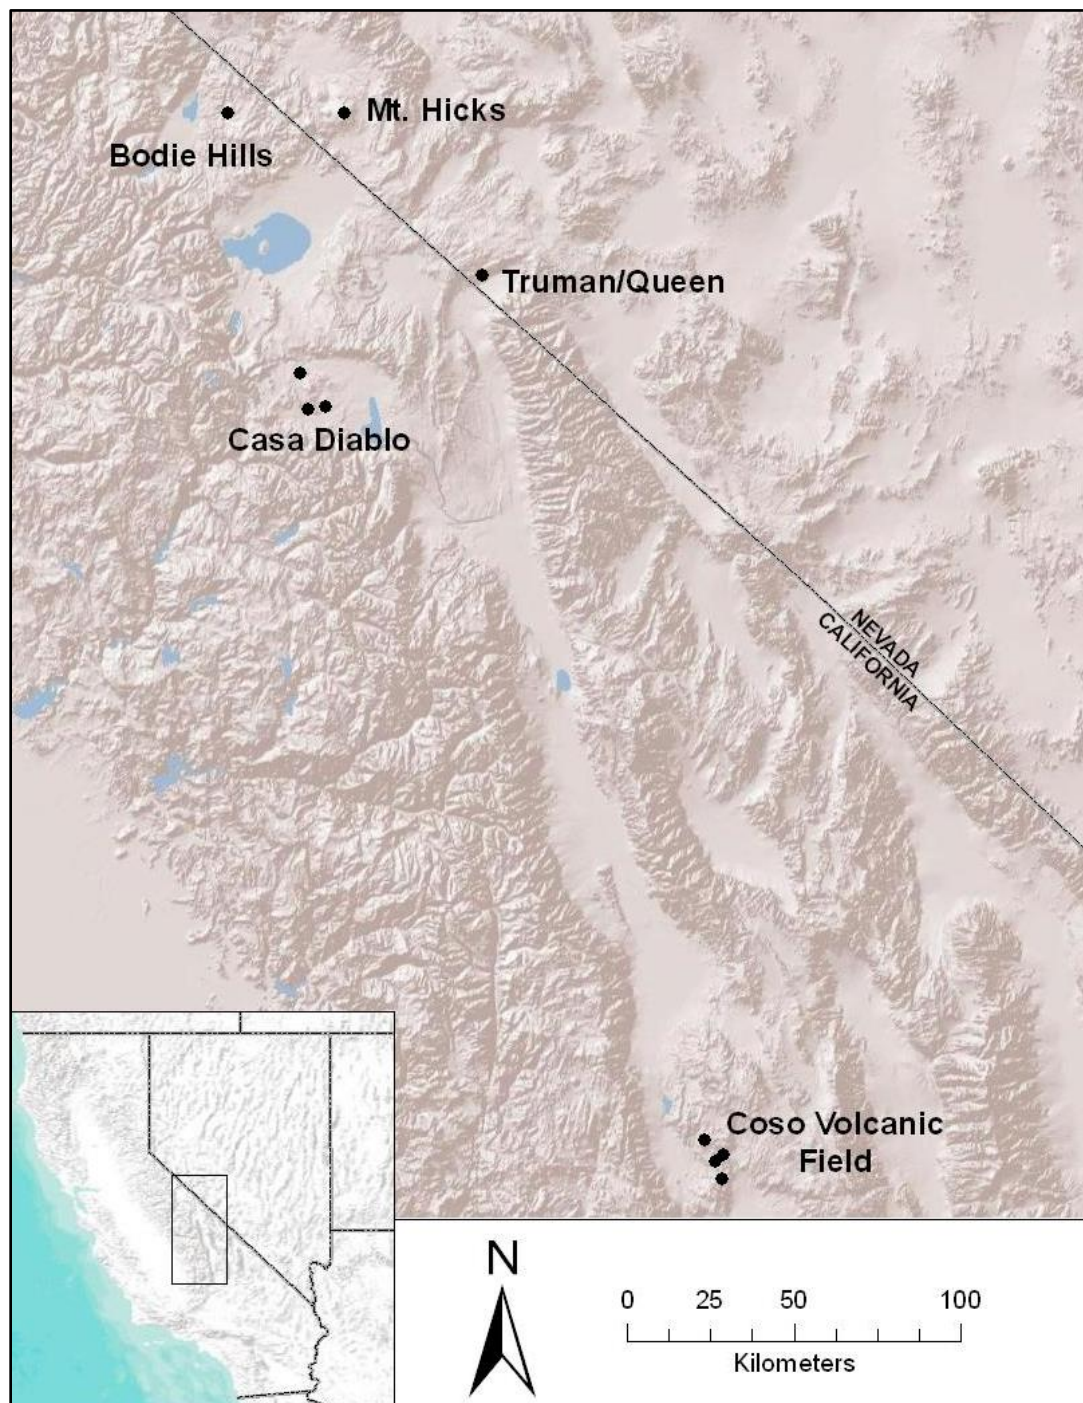 Mt. Hicks
Bodie Hills
Truman/Queen
Casa Diablo
NEVADA
CALIFORNIA
Coso Volcanic
Field
N
0 25 50 100
Kilometers